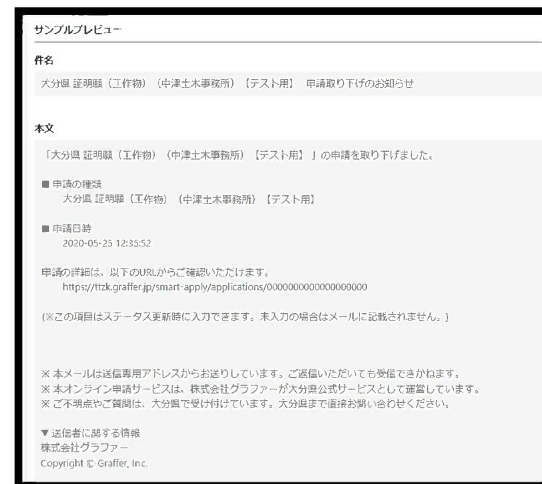 サンプルプレビュー
件名
大分県 証明願（工作物）（中津土木事務所）【テスト用】 申請取り下げのお知らせ
本文
「大分県 証明願（工作物）（中津土木事務所）【テスト用】」の申請を取り下げました。
■ 申請の種類
大分県 証明願（工作物）（中津土木事務所）【テスト用】
■ 申請日時
2020-05-25 12:35:52
申請の詳細は、以下のURLからご確認いただけます。
https://ttzk.graffer.jp/smart-apply/applications/0000000000000000000
(※この項目はステータス更新時に入力できます。未入力の場合はメールに記載されません。)
※ 本メールは送信専用アドレスからお送りしています。ご返信いただいても受信できかねます。
※ 本オンライン申請サービスは、株式会社グラファーが大分県公式サービスとして運営しています。
※ ご不明点やご質問は、大分県で受け付けています。大分県まで直接お問い合わせください。
▼ 送信者に関する情報
株式会社グラファー
Copyright © Graffer, Inc.